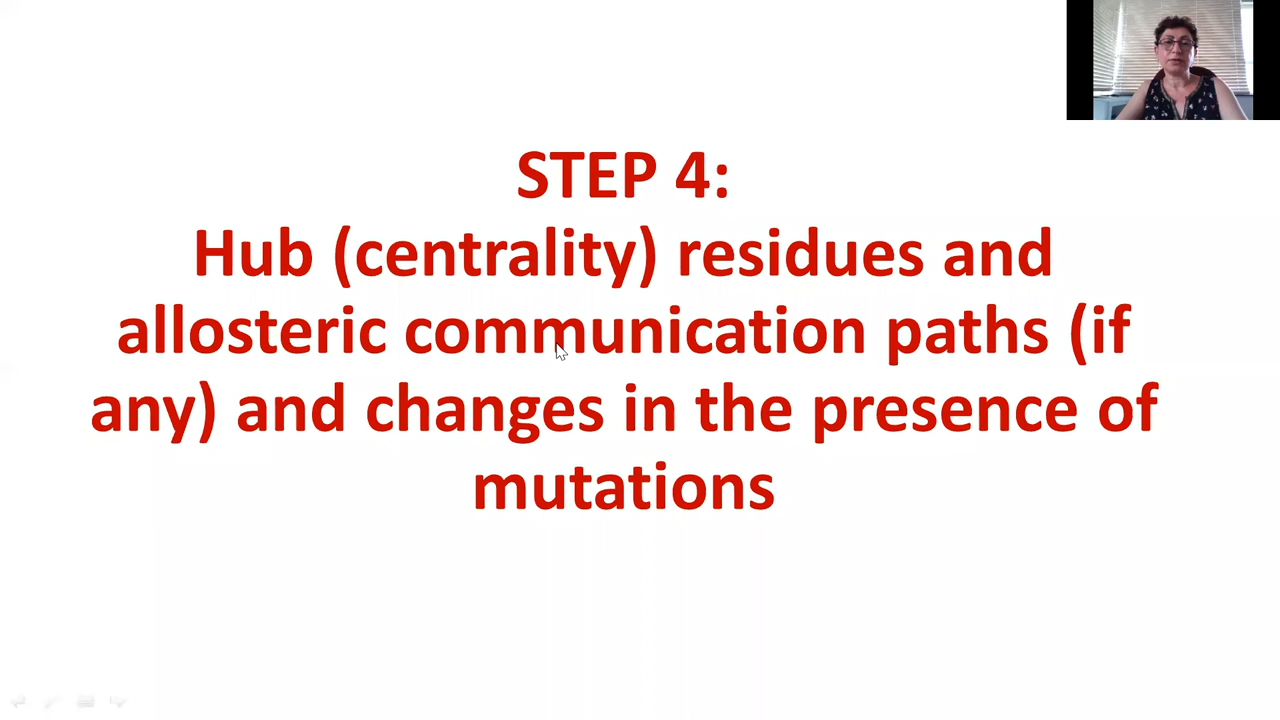 STEP 4:
Hub (centrality) residues and
allosteric communication paths (if
any) and changes in the presence of
mutations